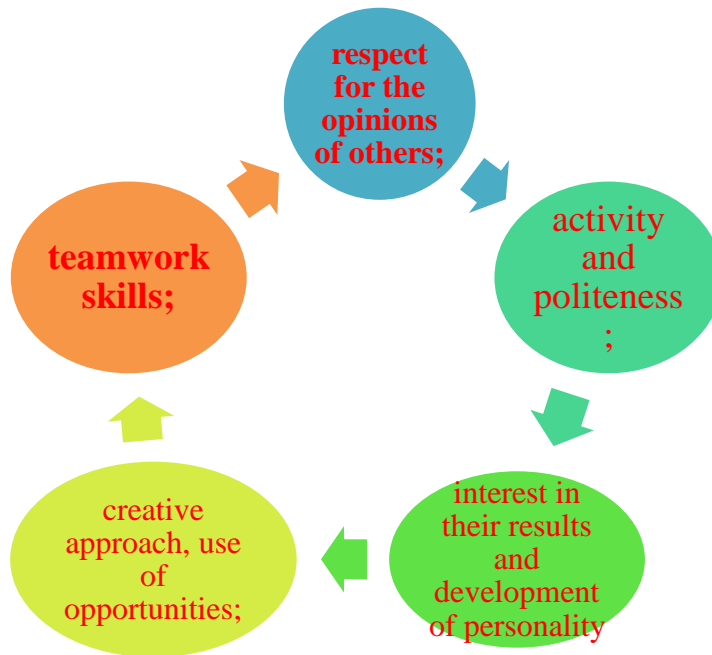 respect
for the
opinions
of others;
activity
and
politeness
;
interest in
their results
and
development
of personality
creative
approach, use
of
opportunities;
teamwork
skills;